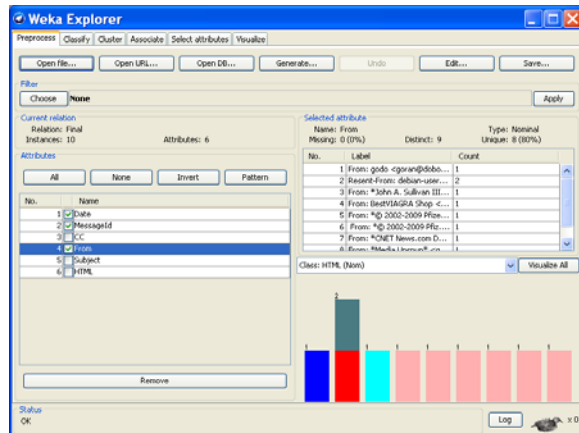 Weka Explorer
Preprocess Classify Cluster Associate Select attributes Visualize
Open file... Open URL... Open DB... Generate... Undo Edit... Save...
Filter
Choose None Apply
Current relation
Relation: Final
Instances: 10 Attributes: 6
Selected attribute
Name: From Type: Nominal
Missing: 0 (0%) Distinct: 9 Unique: 8 (80%)
Attributes
All None Invert Pattern
No. Name
1 Date
2 MessageId
3 CC
4 From
5 Subject
6 HTML
Remove
No. Label Count
1 From: godo <goran@dobo... 1
2 Resent-From: debian-user... 2
3 From: "John A. Sullivan III... 1
4 From: BestVIAGRA Shop <... 1
5 From: "© 2002-2009 Pfize... 1
6 From: "© 2002-2009 Pfiz... 1
7 From: "CNET News.com D... 1
Class: HTML (Nom) Visualize All
1 2 1 1 1 1 1 1 1
Status
OK
Log x 0